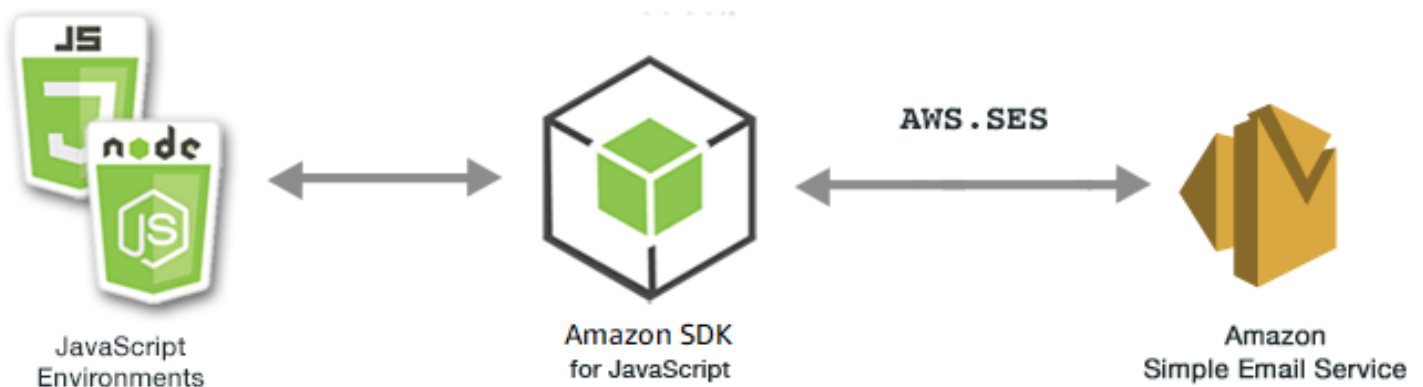 JS
node
JS
JavaScript
Environments
Amazon SDK
for JavaScript
AWS.SES
Amazon
Simple Email Service